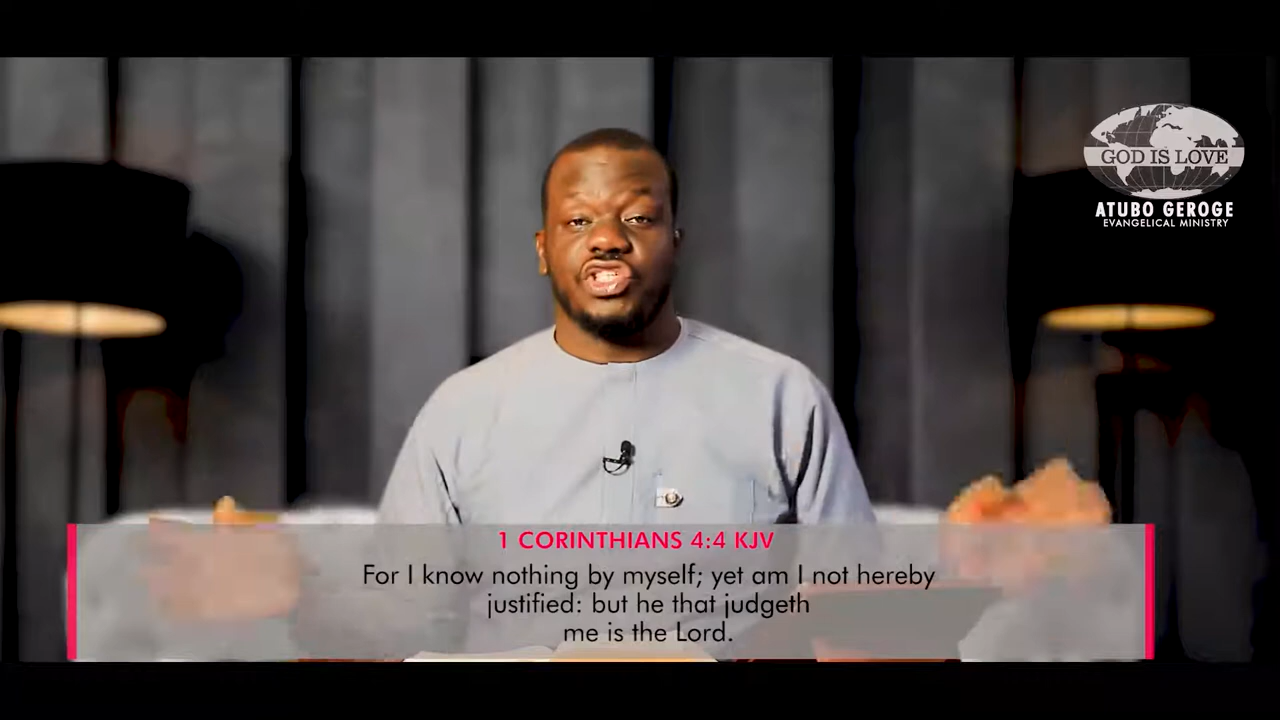 GOD IS LOVE
ATUBO GEROGE
EVANGELICAL MINISTRY
1 CORINTHIANS 4:4 KJV
For I know nothing by myself; yet am I not hereby
justified: but he that judgeth
me is the Lord.